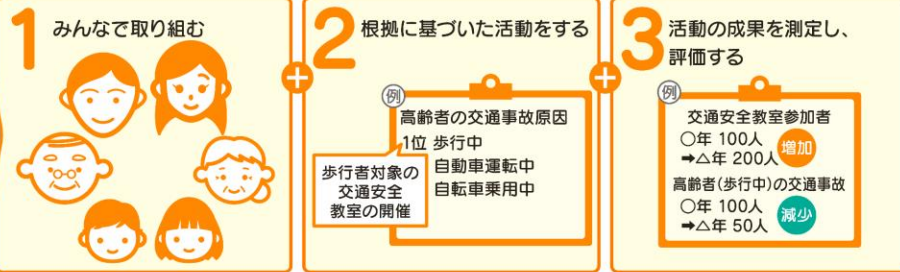 1 みんなで取り組む
2 根拠に基づいた活動をする
例
高齢者の交通事故原因
1位 歩行中
自動車運転中
自転車乗用中
歩行者対象の
交通安全
教室の開催
3 活動の成果を測定し、
評価する
例
交通安全教室参加者
○年 100人
➡△年 200人
増加
高齢者(歩行中)の交通事故
○年 100人
➡△年 50人
減少